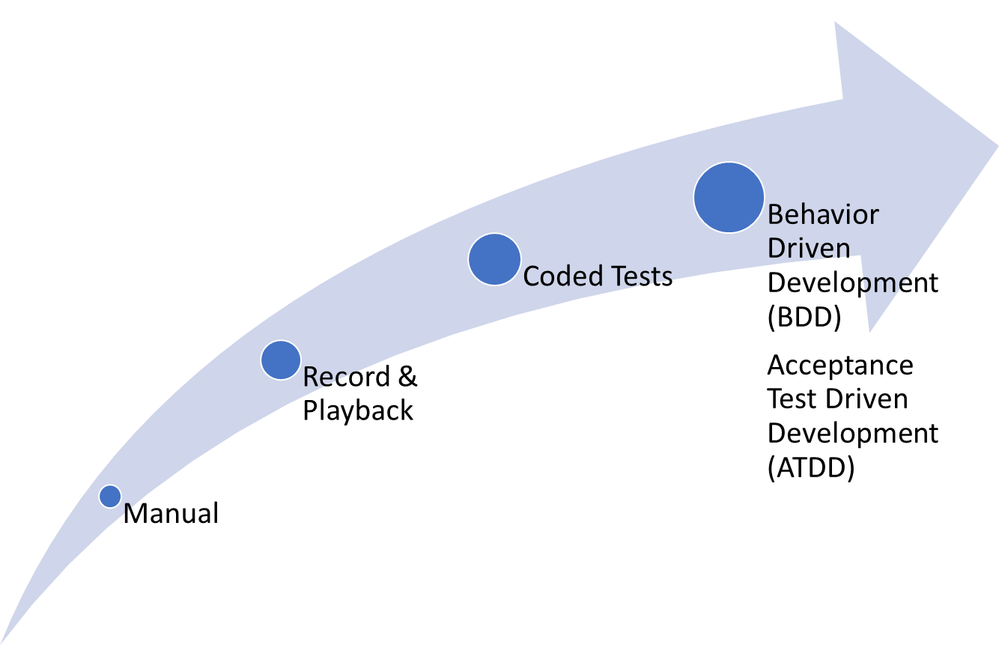 Manual
Record &
Playback
Coded Tests
Behavior
Driven
Development
(BDD)
Acceptance
Test Driven
Development
(ATDD)